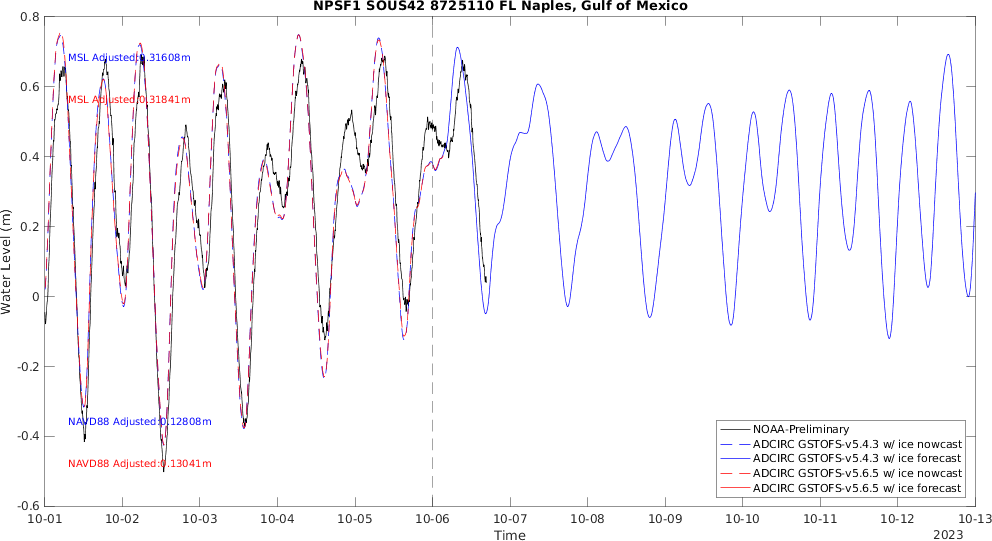 NPSF1 SOUS42 8725110 FL Naples, Gulf of Mexico
0.8
0.6
0.4
0.2
0
-0.2
-0.4
-0.6
Water Level (m)
MSL Adjusted:0.31608m
MSL Adjusted:0.31841m
NAVD88 Adjusted:0.12808m
NAVD88 Adjusted:0.13041m
NOAA-Preliminary
ADCIRC GSTOFS-v5.4.3 w/ ice nowcast
ADCIRC GSTOFS-v5.4.3 w/ ice forecast
ADCIRC GSTOFS-v5.6.5 w/ ice nowcast
ADCIRC GSTOFS-v5.6.5 w/ ice forecast
10-01 10-02 10-03 10-04 10-05 10-06 10-07 10-08 10-09 10-10 10-11 10-12 10-13
Time
2023